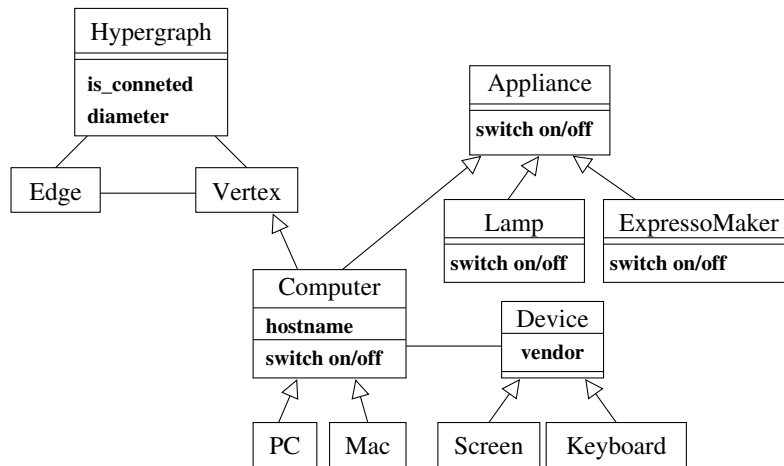 Hypergraph
is_conneted
diameter
Appliance
switch on/off
Edge
Vertex
Lamp
switch on/off
ExpressoMaker
switch on/off
Computer
hostname
switch on/off
Device
vendor
PC
Mac
Screen
Keyboard